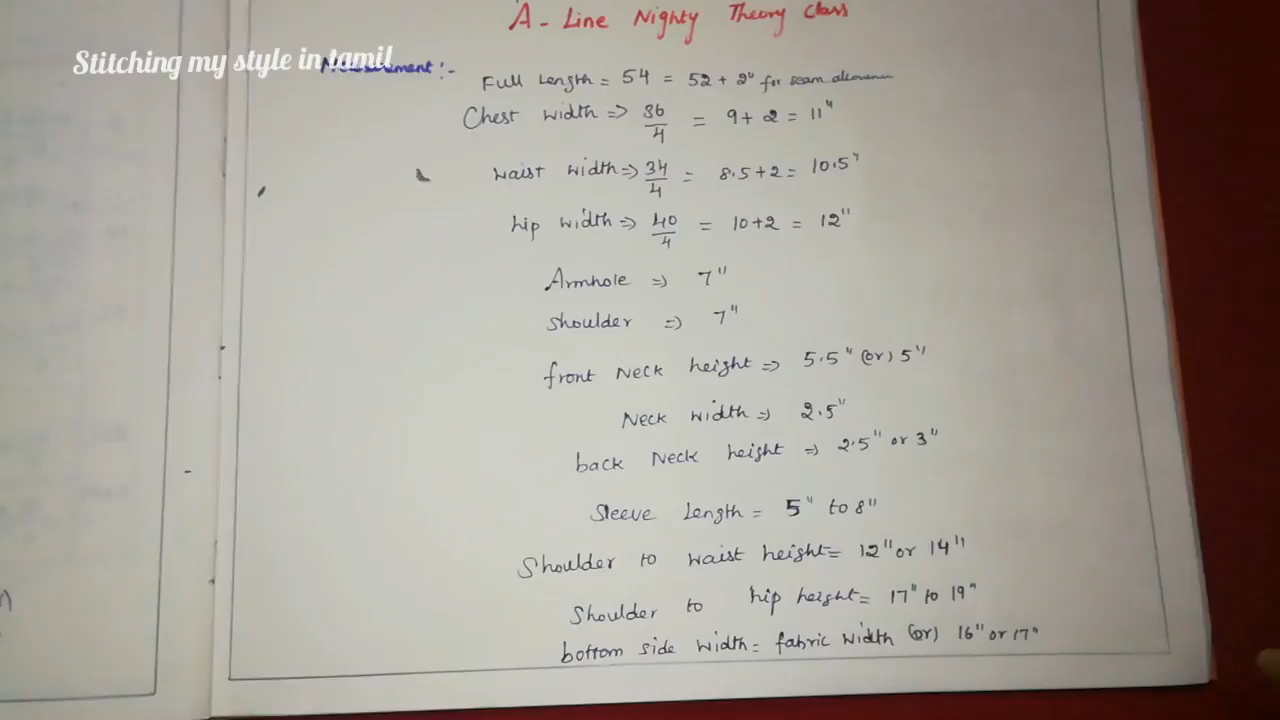 A - Line Nighty Theory Class
Stitching my style in tamil
Measurement:-
Full Length = 54 = 52 + 2" for seam allowance
Chest width => 36/4 = 9 + 2 = 11"
waist width => 34/4 = 8.5 + 2 = 10.5"
hip width => 40/4 = 10 + 2 = 12"
Armhole => 7"
Shoulder => 7"
front Neck height => 5.5" (or) 5"
Neck width => 2.5"
back Neck height => 2.5" or 3"
Sleeve Length = 5" to 8"
Shoulder to waist height = 12" or 14"
Shoulder to hip height = 17" to 19"
bottom side width = fabric width (or) 16" or 17"